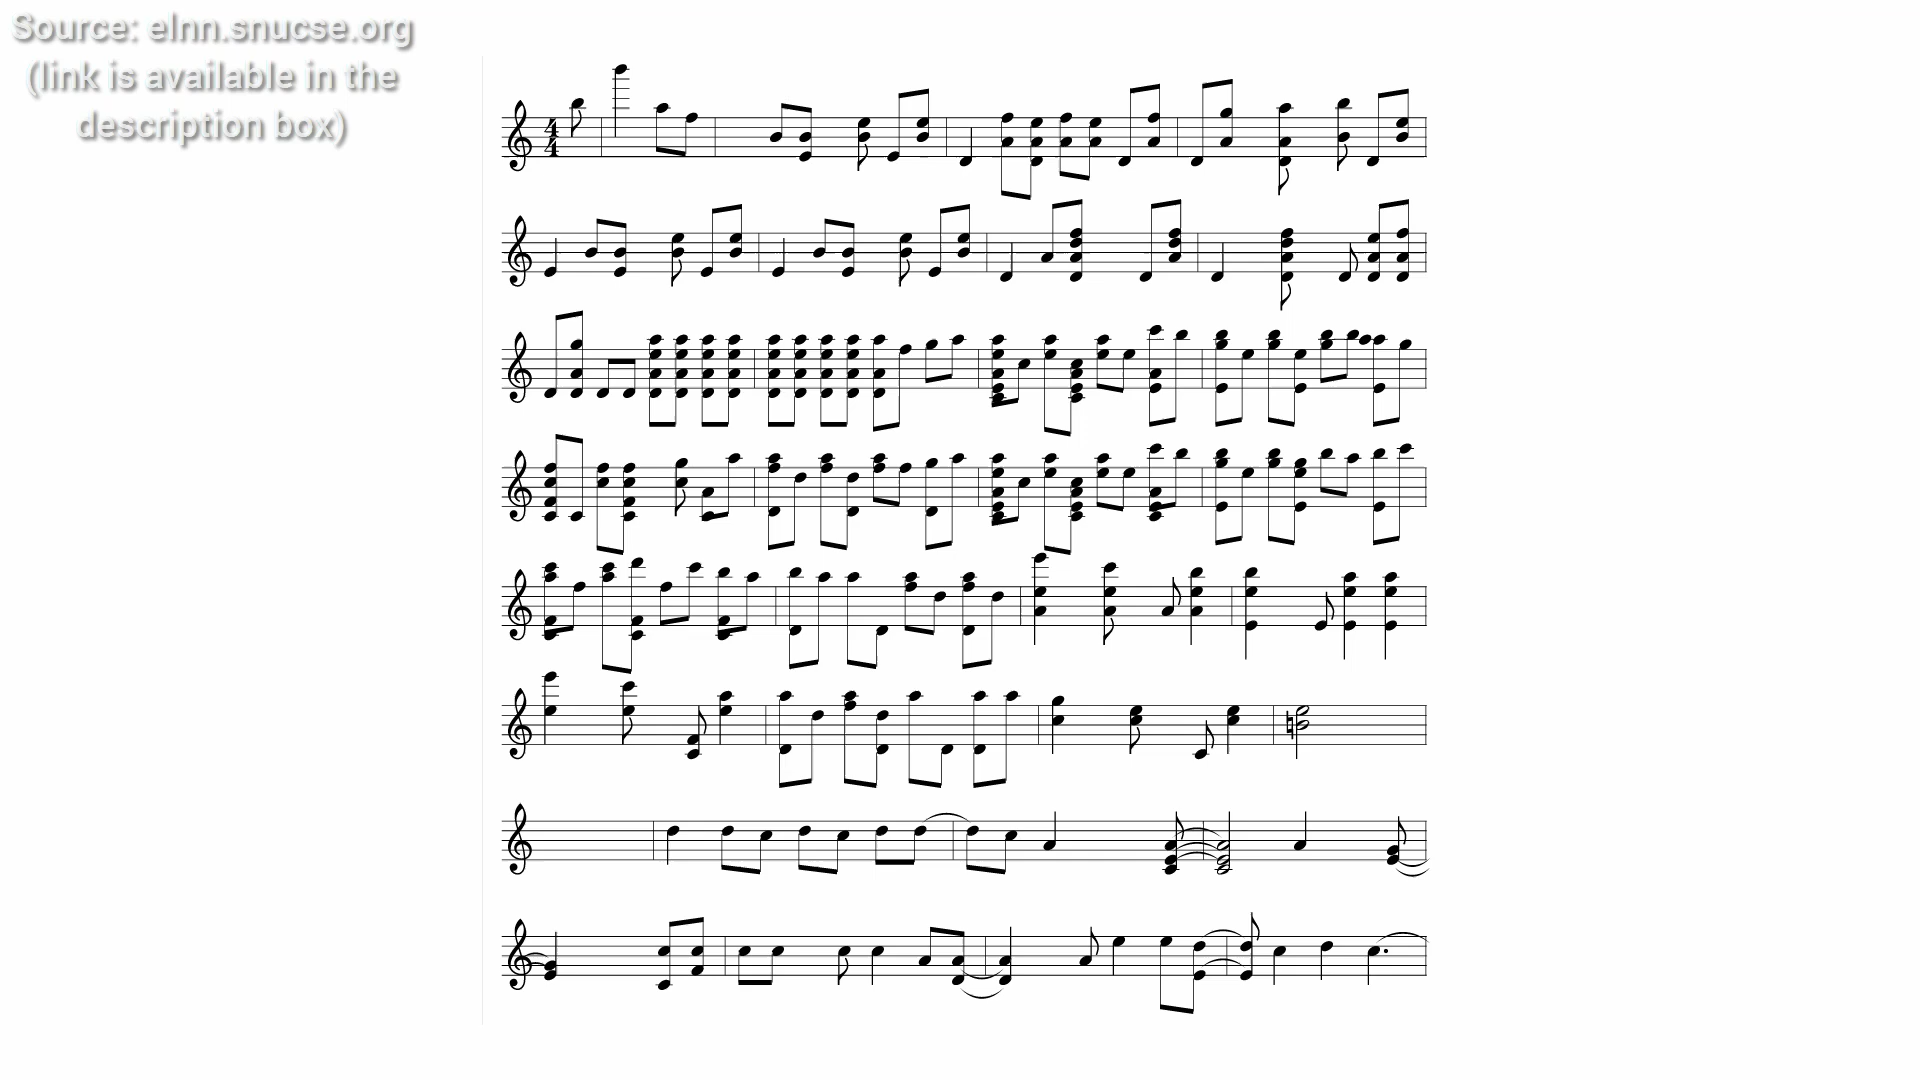 Source: elnn.snucse.org
(link is available in the
description box)